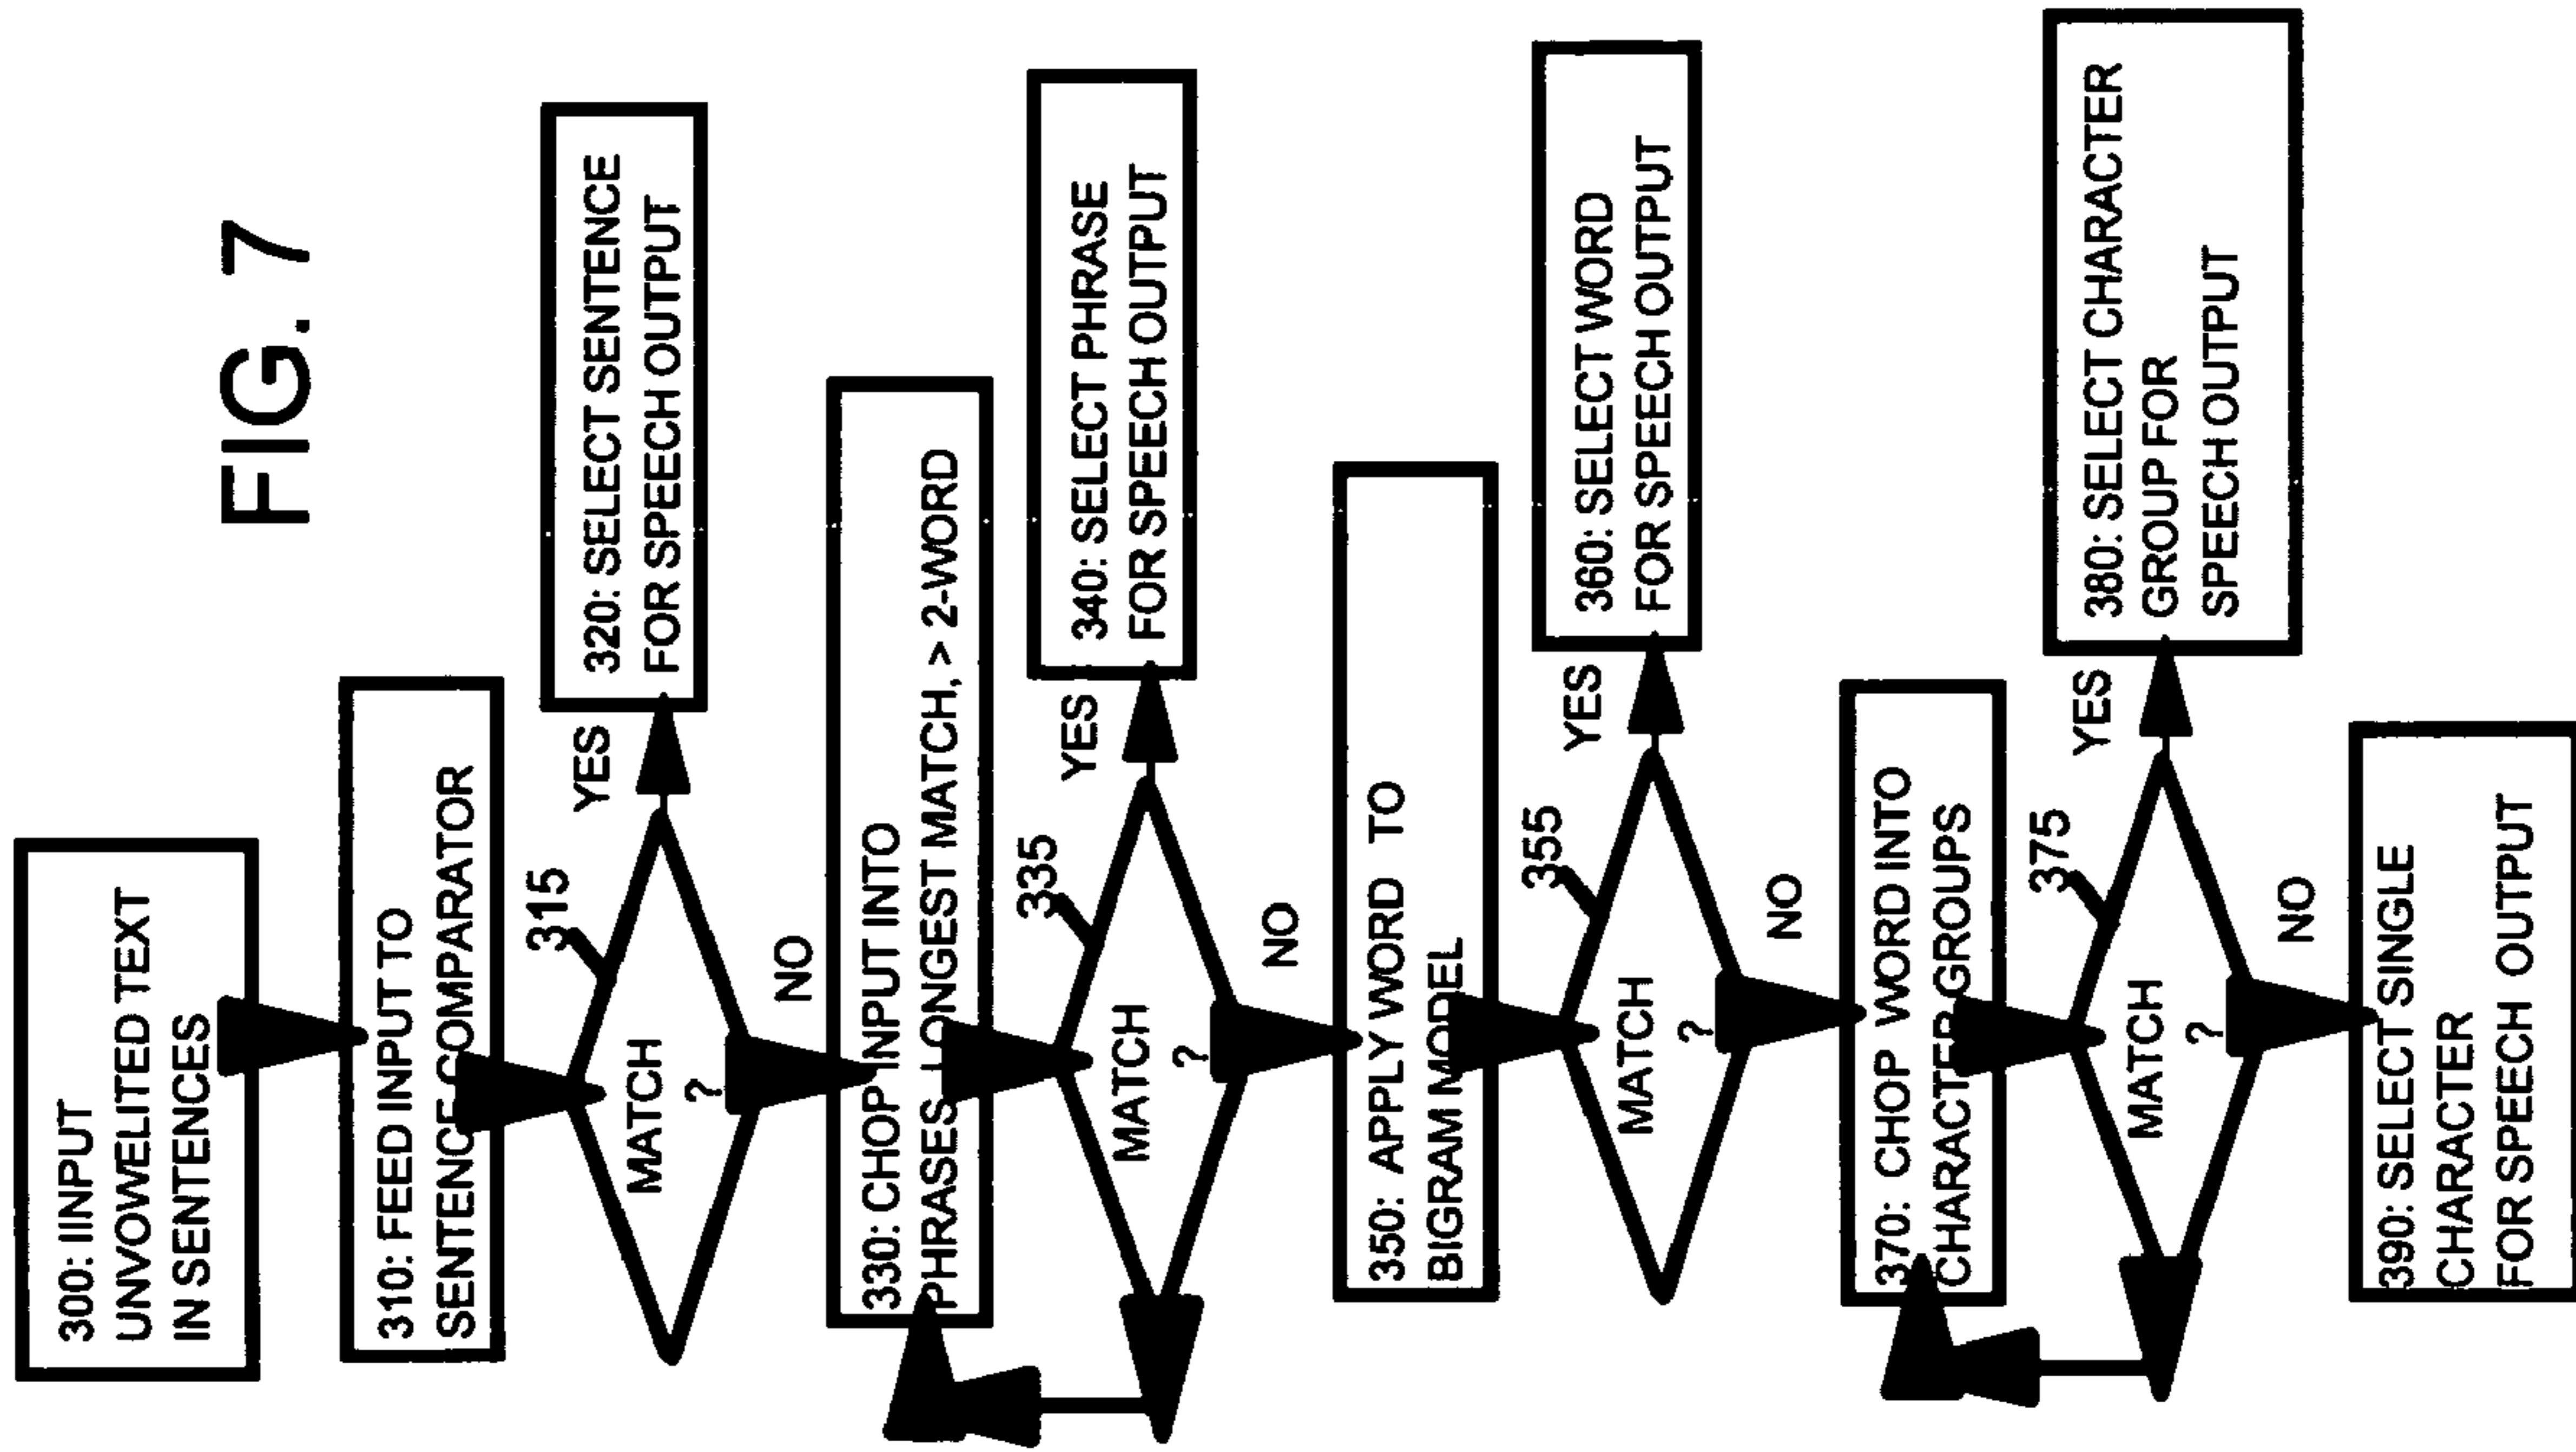 FIG. 7
300: IINPUT
UNVOWELITED TEXT
IN SENTENCES
310: FEED INPUT TO
SENTENCE COMPARATOR
315
MATCH
?
YES
320: SELECT SENTENCE
FOR SPEECH OUTPUT
NO
330: CHOP INPUT INTO
PHRASES, LONGEST MATCH, > 2-WORD
335
MATCH
?
YES
340: SELECT PHRASE
FOR SPEECH OUTPUT
NO
350: APPLY WORD TO
BIGRAM MODEL
355
MATCH
?
YES
360: SELECT WORD
FOR SPEECH OUTPUT
NO
370: CHOP WORD INTO
CHARACTER GROUPS
375
MATCH
?
YES
380: SELECT CHARACTER
GROUP FOR
SPEECH OUTPUT
NO
390: SELECT SINGLE
CHARACTER
FOR SPEECH OUTPUT